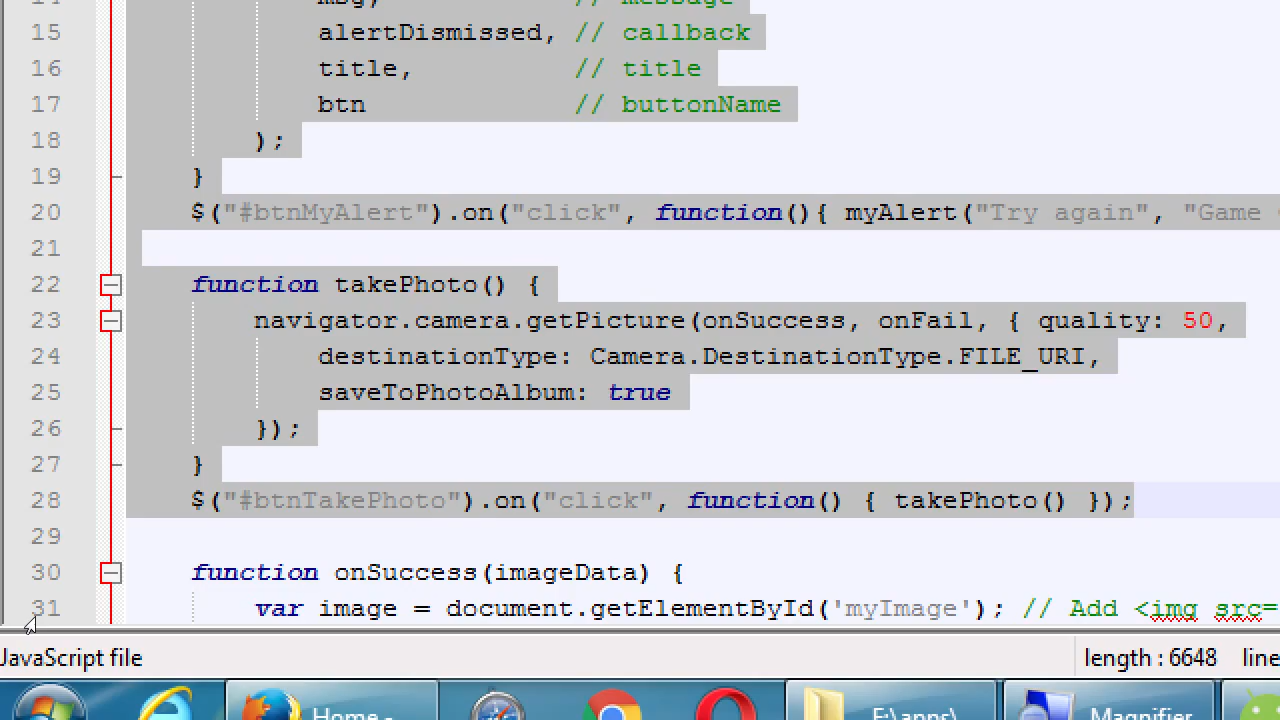 14 msg, // message
15 alertDismissed, // callback
16 title, // title
17 btn // buttonName
18 );
19 }
20 $("#btnMyAlert").on("click", function(){ myAlert("Try again", "Game
21
22 function takePhoto() {
23 navigator.camera.getPicture(onSuccess, onFail, { quality: 50,
24 destinationType: Camera.DestinationType.FILE_URI,
25 saveToPhotoAlbum: true
26 });
27 }
28 $("#btnTakePhoto").on("click", function() { takePhoto() });
29
30 function onSuccess(imageData) {
31 var image = document.getElementById('myImage'); // Add <img src=
JavaScript file length : 6648 line
Home - F:\apps\ Magnifier